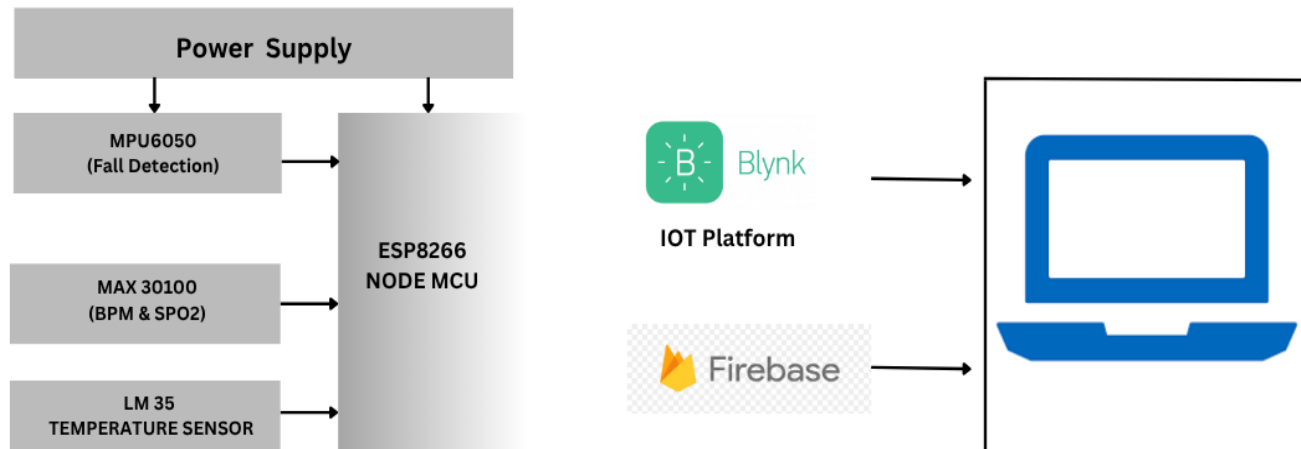 Power Supply
MPU6050
(Fall Detection)
MAX 30100
(BPM & SPO2)
LM 35
TEMPERATURE SENSOR
ESP8266
NODE MCU
B Blynk
IOT Platform
Firebase